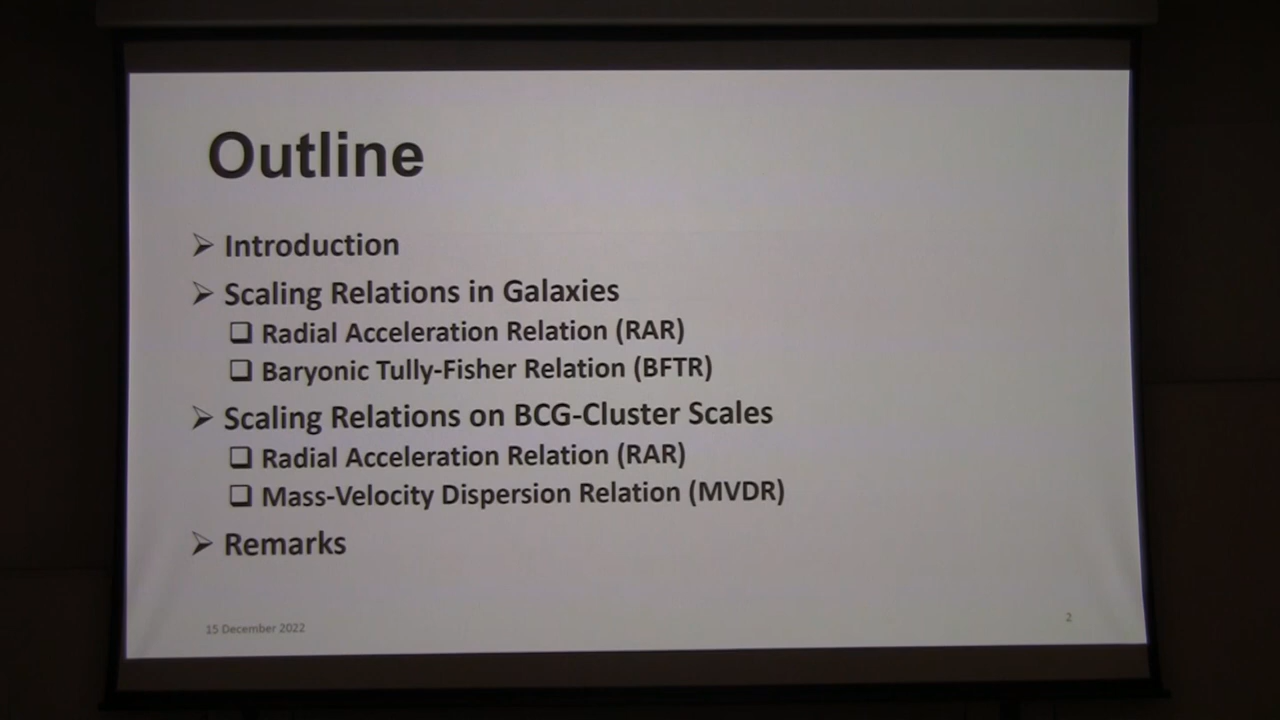 Outline
Introduction
Scaling Relations in Galaxies
Radial Acceleration Relation (RAR)
Baryonic Tully-Fisher Relation (BFTR)
Scaling Relations on BCG-Cluster Scales
Radial Acceleration Relation (RAR)
Mass-Velocity Dispersion Relation (MVDR)
Remarks
15 December 2022
2